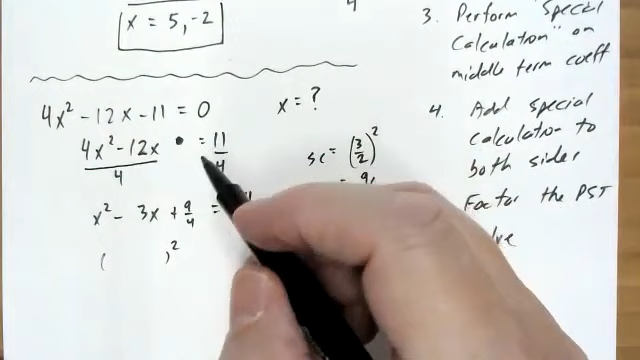 x = 5, -2
4
3. Perform "Special
Calculation" on
middle term coeff
4x² - 12x - 11 = 0
x = ?
4x² - 12x = 11
4
4
sc = (3/2)²
= 9/
4. Add special
calculation to
both sides
x² - 3x + 9/4 =
Factor the PST
( )²